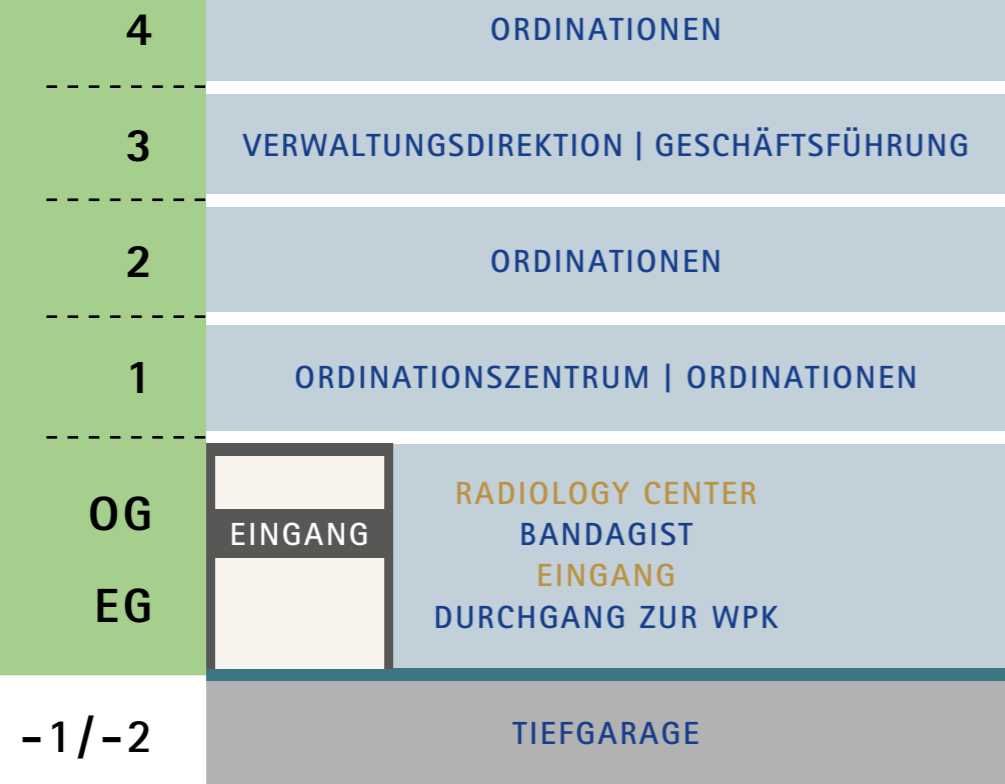 4 ORDINATIONEN
3 VERWALTUNGSDIREKTION | GESCHÄFTSFÜHRUNG
2 ORDINATIONEN
1 ORDINATIONSZENTRUM | ORDINATIONEN
OG
EG
EINGANG
RADIOLOGY CENTER
BANDAGIST
EINGANG
DURCHGANG ZUR WPK
-1/-2 TIEFGARAGE